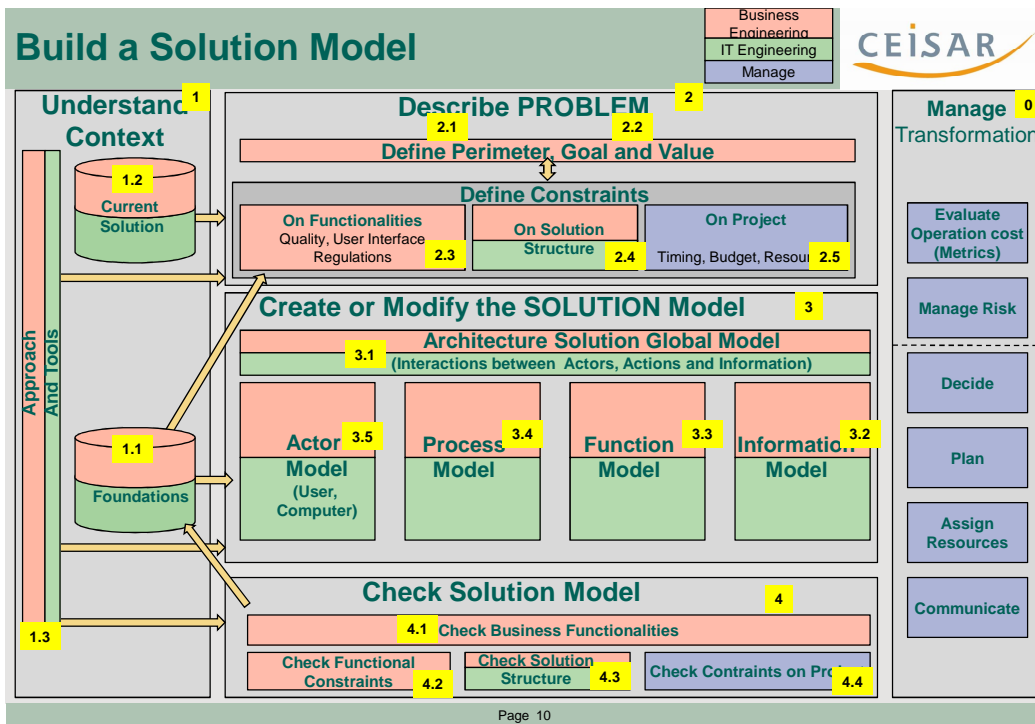 Build a Solution Model
Business
Engineering
IT Engineering
Manage
CEISAR
Understand
Context
1
1.2
Current
Solution
Approach
And Tools
1.1
Foundations
1.3
Describe PROBLEM
2
2.1
2.2
Define Perimeter, Goal and Value
Define Constraints
On Functionalities
Quality, User Interface
Regulations
2.3
On Solution
Structure
2.4
On Project
Timing, Budget, Resour
2.5
Create or Modify the SOLUTION Model
3
Architecture Solution Global Model
3.1
(Interactions between Actors, Actions and Information)
Actor
Model
(User,
Computer)
3.5
Process
Model
3.4
Function
Model
3.3
Information
Model
3.2
Check Solution Model
4
4.1
Check Business Functionalities
Check Functional
Constraints
4.2
Check Solution
Structure
4.3
Check Contraints on Pro
4.4
Manage
Transformation
0
Evaluate
Operation cost
(Metrics)
Manage Risk
Decide
Plan
Assign
Resources
Communicate
Page 10